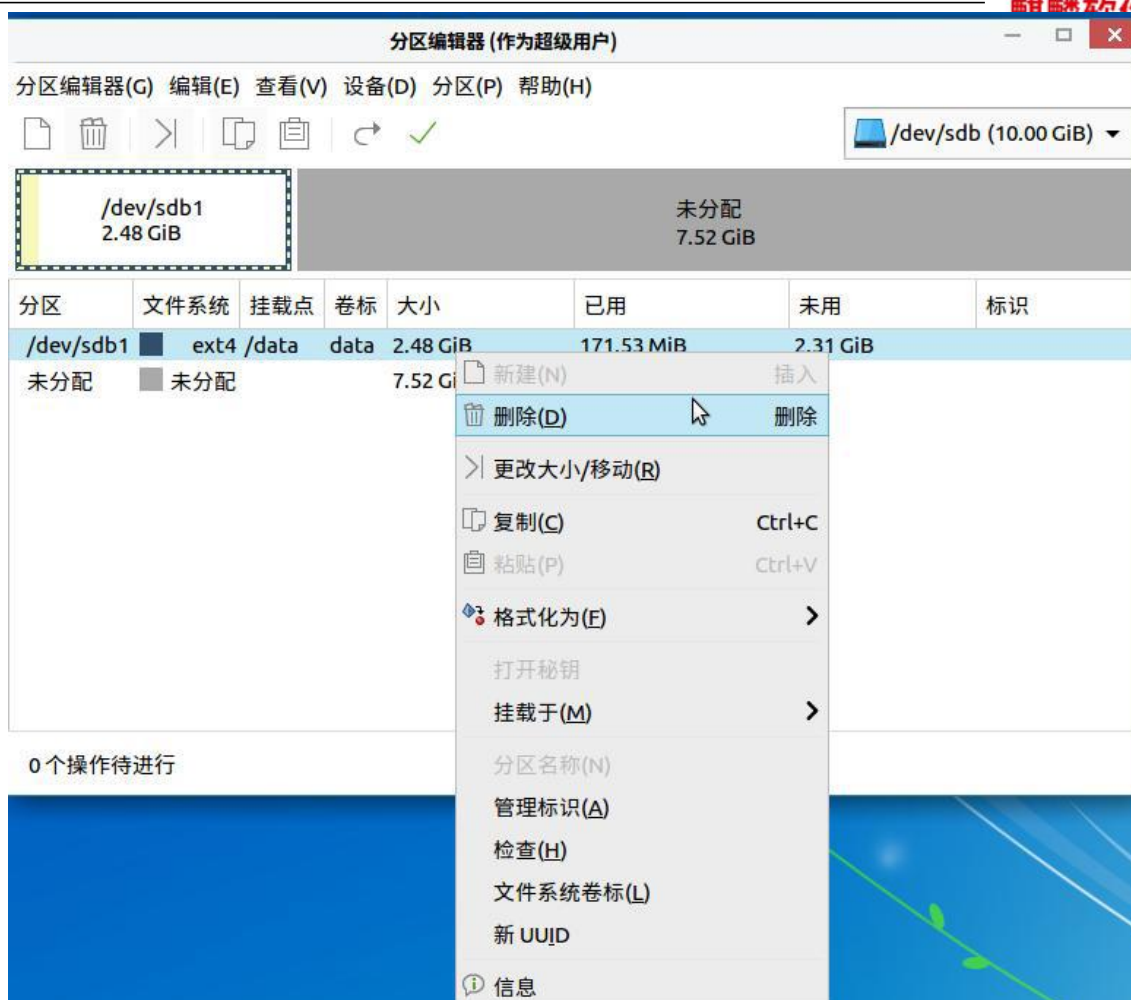 麒麟软件
分区编辑器 (作为超级用户)
分区编辑器(G) 编辑(E) 查看(V) 设备(D) 分区(P) 帮助(H)
/dev/sdb (10.00 GiB)
/dev/sdb1
2.48 GiB
未分配
7.52 GiB
分区 文件系统 挂载点 卷标 大小 已用 未用 标识
/dev/sdb1 ext4 /data data 2.48 GiB 171.53 MiB 2.31 GiB
未分配 未分配 7.52 Gi
新建(N) 插入
删除(D) 删除
更改大小/移动(R)
复制(C) Ctrl+C
粘贴(P) Ctrl+V
格式化为(F)
打开秘钥
挂载于(M)
分区名称(N)
管理标识(A)
检查(H)
文件系统卷标(L)
新 UUID
信息
0 个操作待进行